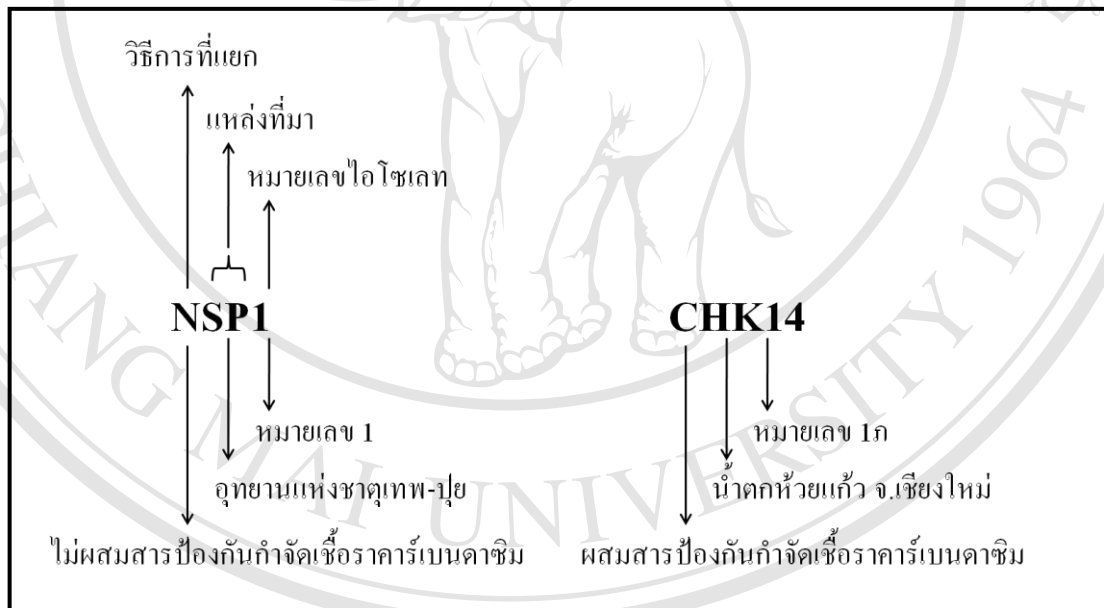 วิธีการที่แยก
แหล่งที่มา
หมายเลขไอโซเลท
NSP1
CHK14
หมายเลข 1
หมายเลข 1ภ
อุทยานแห่งชาตุเทพ-ปุย
น้ำตกห้วยแก้ว จ.เชียงใหม่
ไม่ผสมสารป้องกันกำจัดเชื้อราคาร์เบนดาซิม
ผสมสารป้องกันกำจัดเชื้อราคาร์เบนดาซิม
CHIANG MAI UNIVERSITY 1964